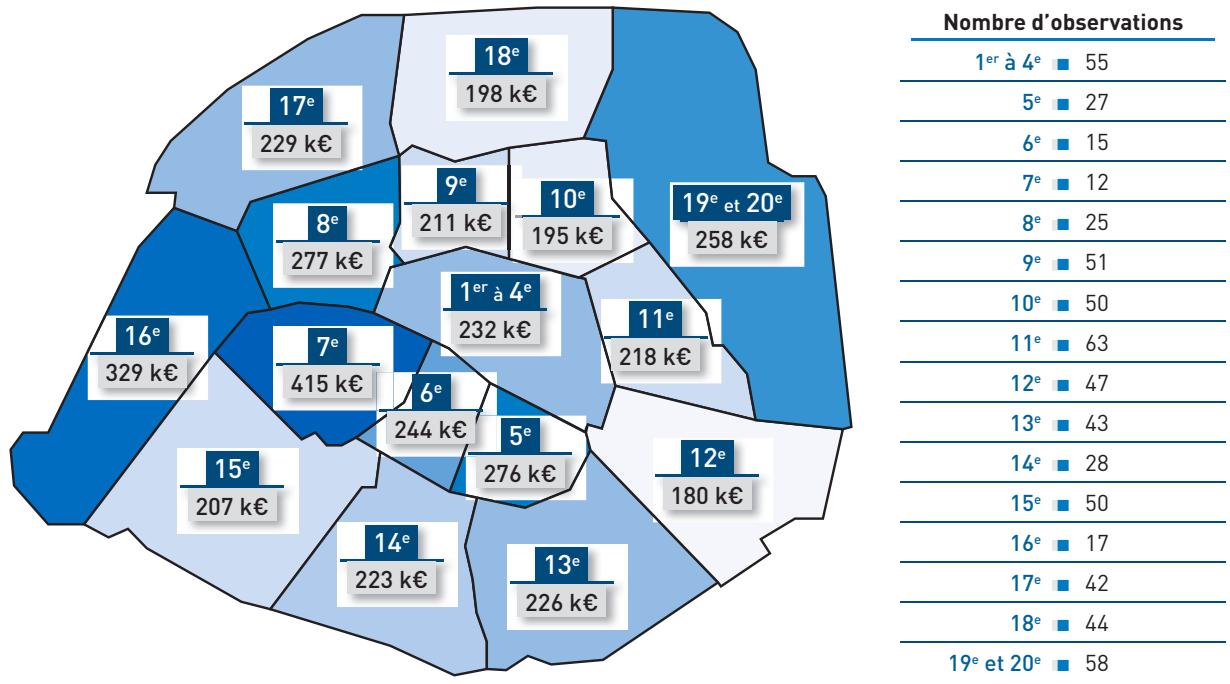 18e
198 k€
17e
229 k€
9e
211 k€
10e
195 k€
19e et 20e
258 k€
8e
277 k€
1er à 4e
232 k€
11e
218 k€
16e
329 k€
7e
415 k€
6e
244 k€
5e
276 k€
12e
180 k€
15e
207 k€
14e
223 k€
13e
226 k€
Nombre d’observations
1er à 4e 55
5e 27
6e 15
7e 12
8e 25
9e 51
10e 50
11e 63
12e 47
13e 43
14e 28
15e 50
16e 17
17e 42
18e 44
19e et 20e 58